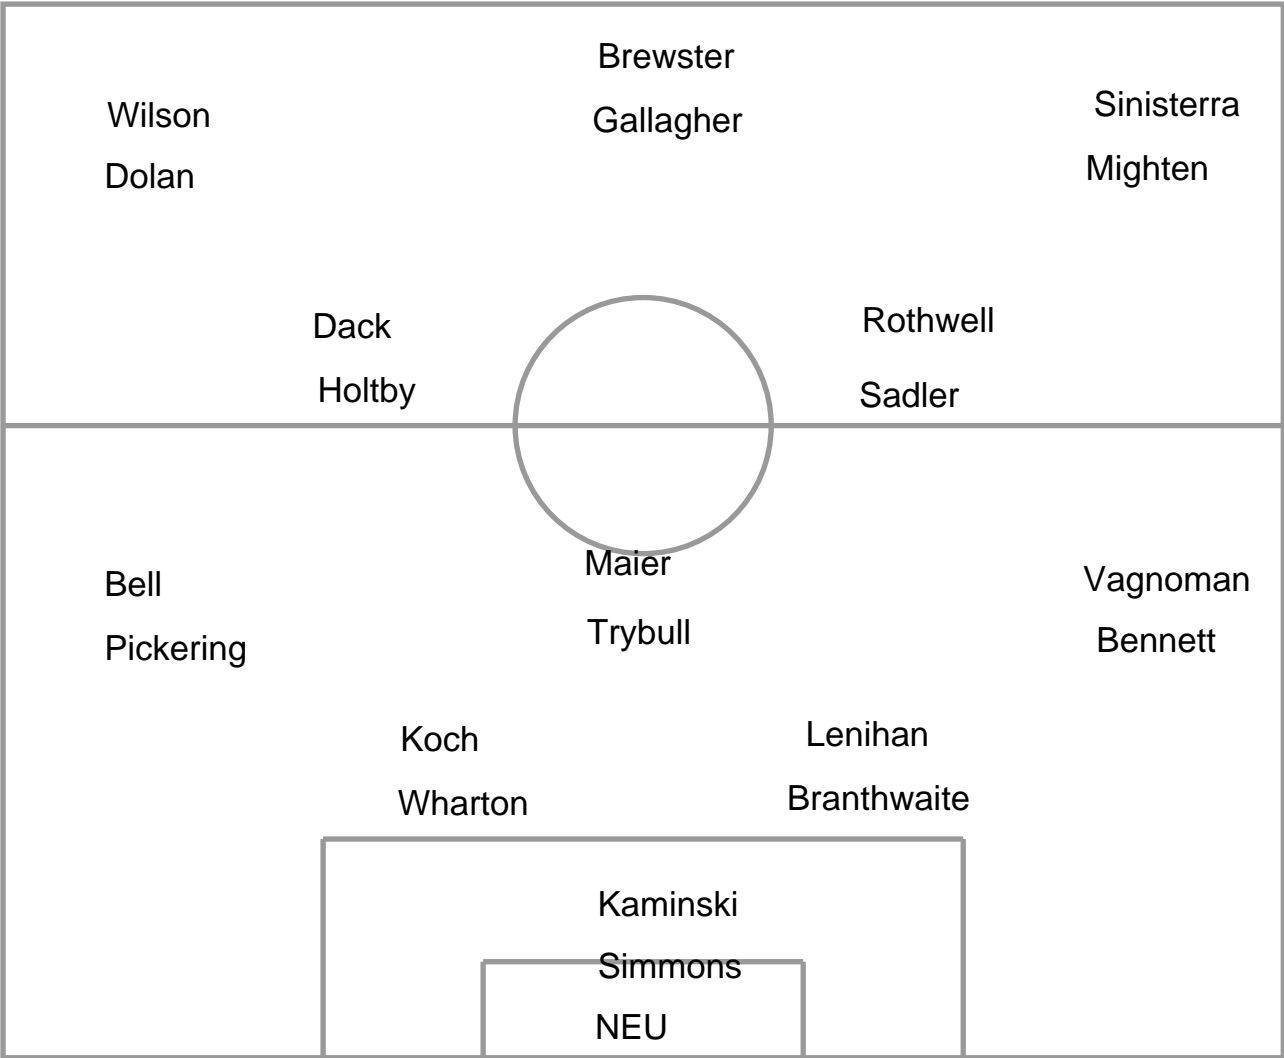 Brewster
Wilson
Gallagher
Sinisterra
Dolan
Mighten
Dack
Rothwell
Holtby
Sadler
Bell
Maier
Vagnoman
Pickering
Trybull
Bennett
Koch
Lenihan
Wharton
Branthwaite
Kaminski
Simmons
NEU